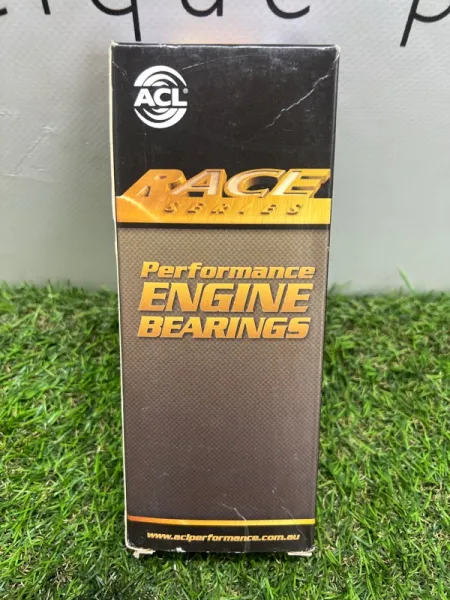 ACL®
RACE
SERIES
Performance
ENGINE
BEARINGS
www.aclperformance.com.au